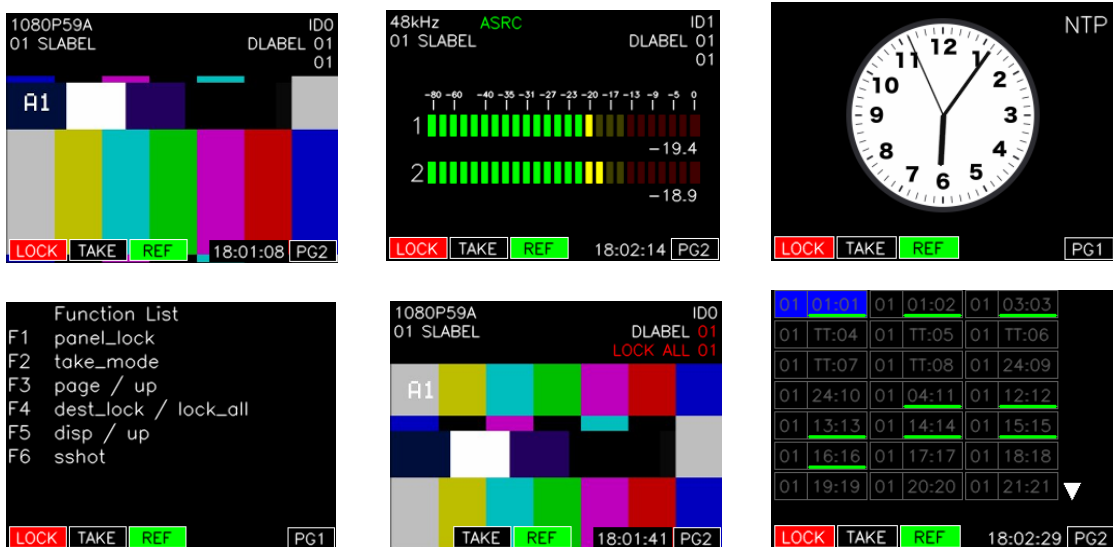 1080P59A ID0
01 SLABEL DLABEL 01
01
A1
LOCK TAKE REF 18:01:08 PG2
48kHz ASRC ID1
01 SLABEL DLABEL 01
01
-80 -60 -40 -35 -31 -27 -23 -20 -17 -13 -9 -5 0
1
-19.4
2
-18.9
LOCK TAKE REF 18:02:14 PG2
NTP
12
11 1
10 2
9 3
8 4
7 5
6
LOCK TAKE REF PG1
Function List
F1 panel_lock
F2 take_mode
F3 page / up
F4 dest_lock / lock_all
F5 disp / up
F6 sshot
LOCK TAKE REF PG1
1080P59A ID0
01 SLABEL DLABEL 01
LOCK ALL 01
A1
TAKE REF 18:01:41 PG2
01 01:01 01 01:02 01 03:03
01 TT:04 01 TT:05 01 TT:06
01 TT:07 01 TT:08 01 24:09
01 24:10 01 04:11 01 12:12
01 13:13 01 14:14 01 15:15
01 16:16 01 17:17 01 18:18
01 19:19 01 20:20 01 21:21
LOCK TAKE REF 18:02:29 PG2